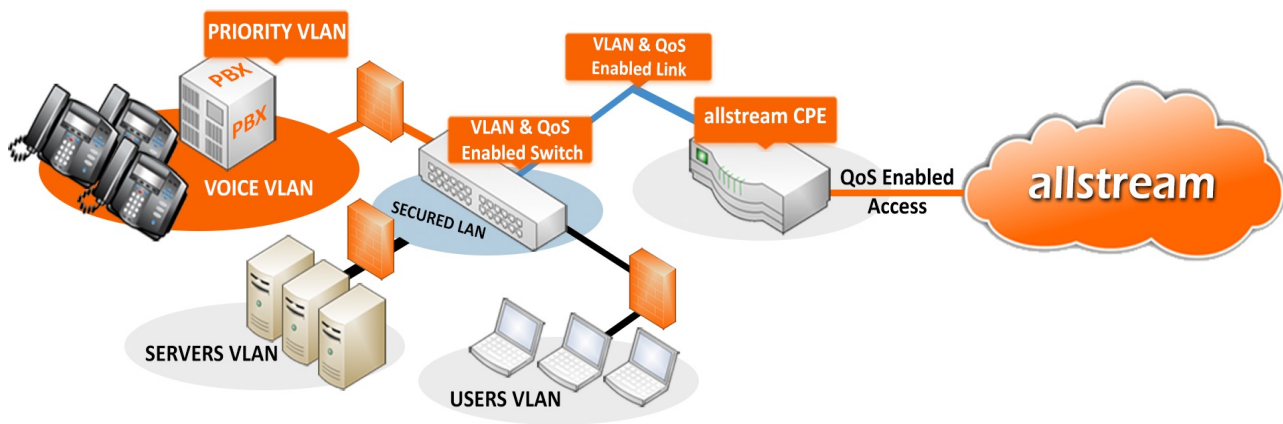 PRIORITY VLAN
PBX
PBX
VOICE VLAN
VLAN & QoS
Enabled Switch
SECURED LAN
VLAN & QoS
Enabled Link
allstream CPE
QoS Enabled
Access
allstream
SERVERS VLAN
USERS VLAN